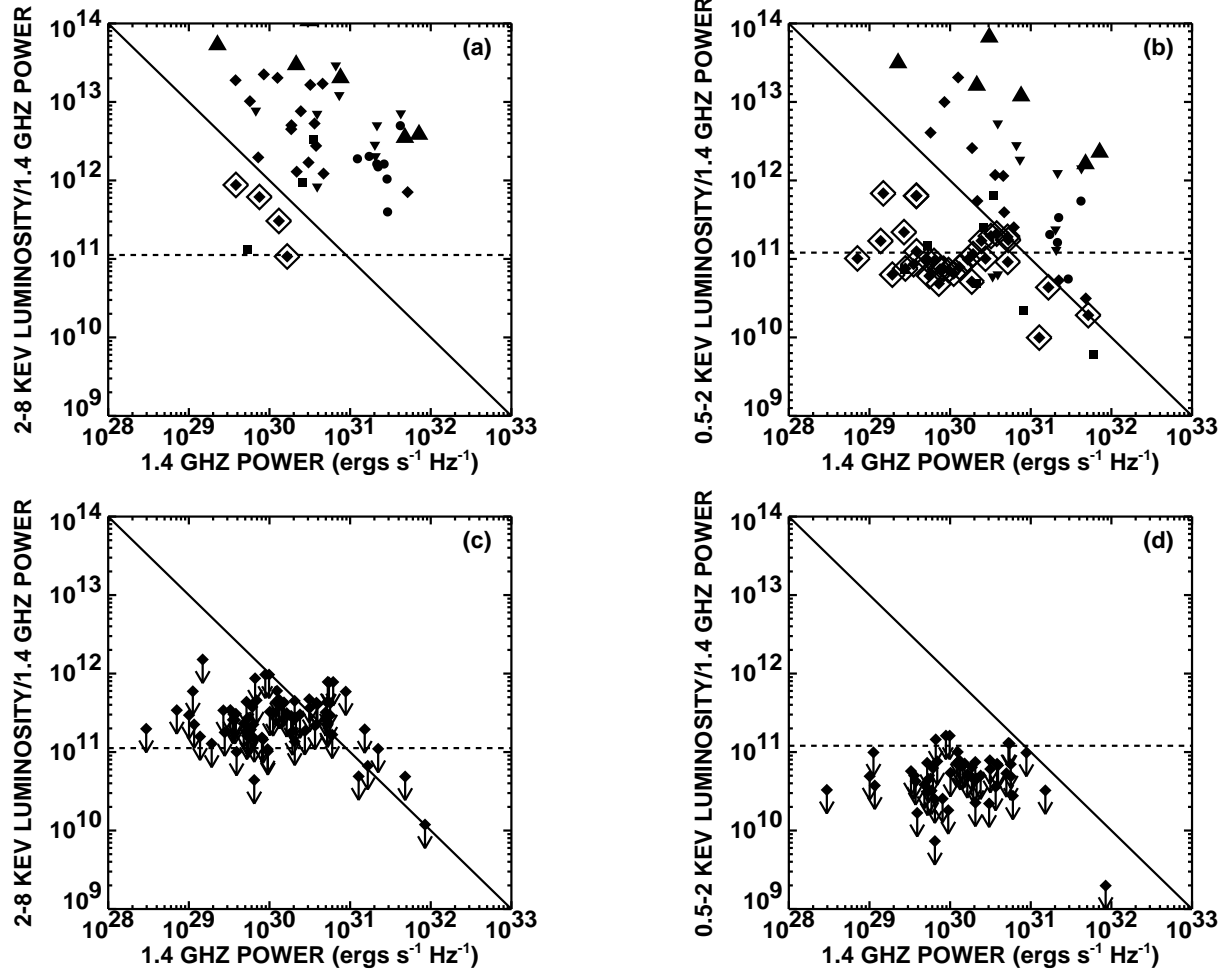 (a)
2-8 KEV LUMINOSITY/1.4 GHZ POWER
10^14
10^13
10^12
10^11
10^10
10^9
10^28 10^29 10^30 10^31 10^32 10^33
1.4 GHZ POWER (ergs s^-1 Hz^-1)
(b)
0.5-2 KEV LUMINOSITY/1.4 GHZ POWER
10^14
10^13
10^12
10^11
10^10
10^9
10^28 10^29 10^30 10^31 10^32 10^33
1.4 GHZ POWER (ergs s^-1 Hz^-1)
(c)
2-8 KEV LUMINOSITY/1.4 GHZ POWER
10^14
10^13
10^12
10^11
10^10
10^9
10^28 10^29 10^30 10^31 10^32 10^33
1.4 GHZ POWER (ergs s^-1 Hz^-1)
(d)
0.5-2 KEV LUMINOSITY/1.4 GHZ POWER
10^14
10^13
10^12
10^11
10^10
10^9
10^28 10^29 10^30 10^31 10^32 10^33
1.4 GHZ POWER (ergs s^-1 Hz^-1)